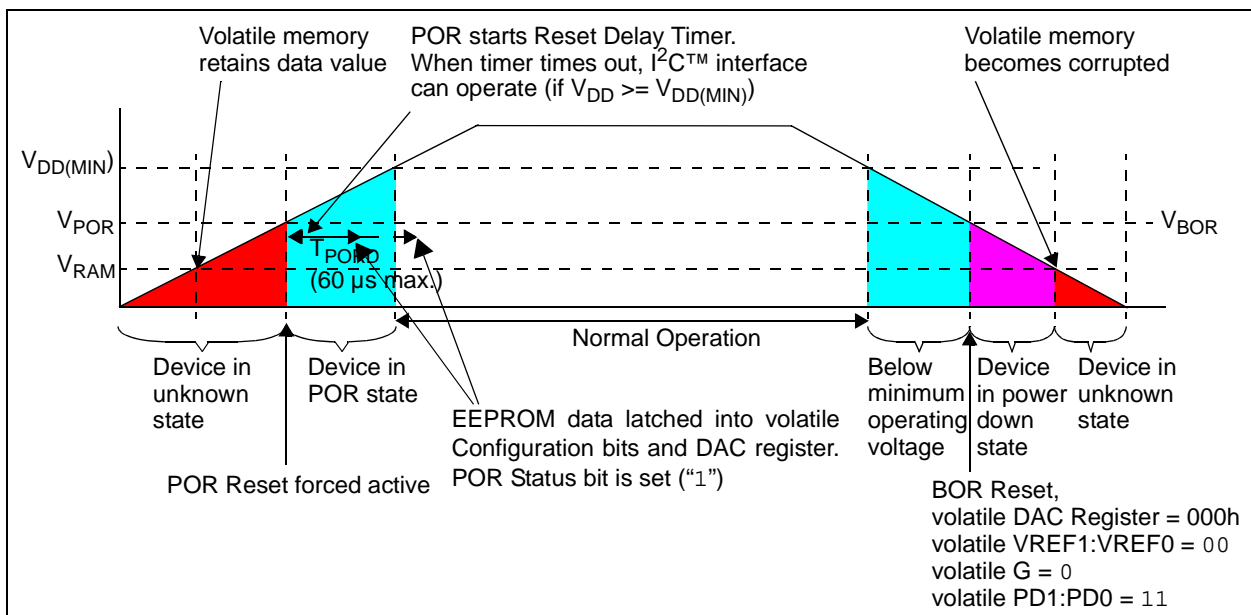 Volatile memory
retains data value
POR starts Reset Delay Timer.
When timer times out, I²C™ interface
can operate (if VDD >= VDD(MIN))
Volatile memory
becomes corrupted
VDD(MIN)
VPOR
VBOR
VRAM
TPORD
(60 µs max.)
Normal Operation
Device in
unknown
state
Device in
POR state
Below
minimum
operating
voltage
Device
in power
down
state
Device in
unknown
state
EEPROM data latched into volatile
Configuration bits and DAC register.
POR Status bit is set (“1”)
POR Reset forced active
BOR Reset,
volatile DAC Register = 000h
volatile VREF1:VREF0 = 00
volatile G = 0
volatile PD1:PD0 = 11